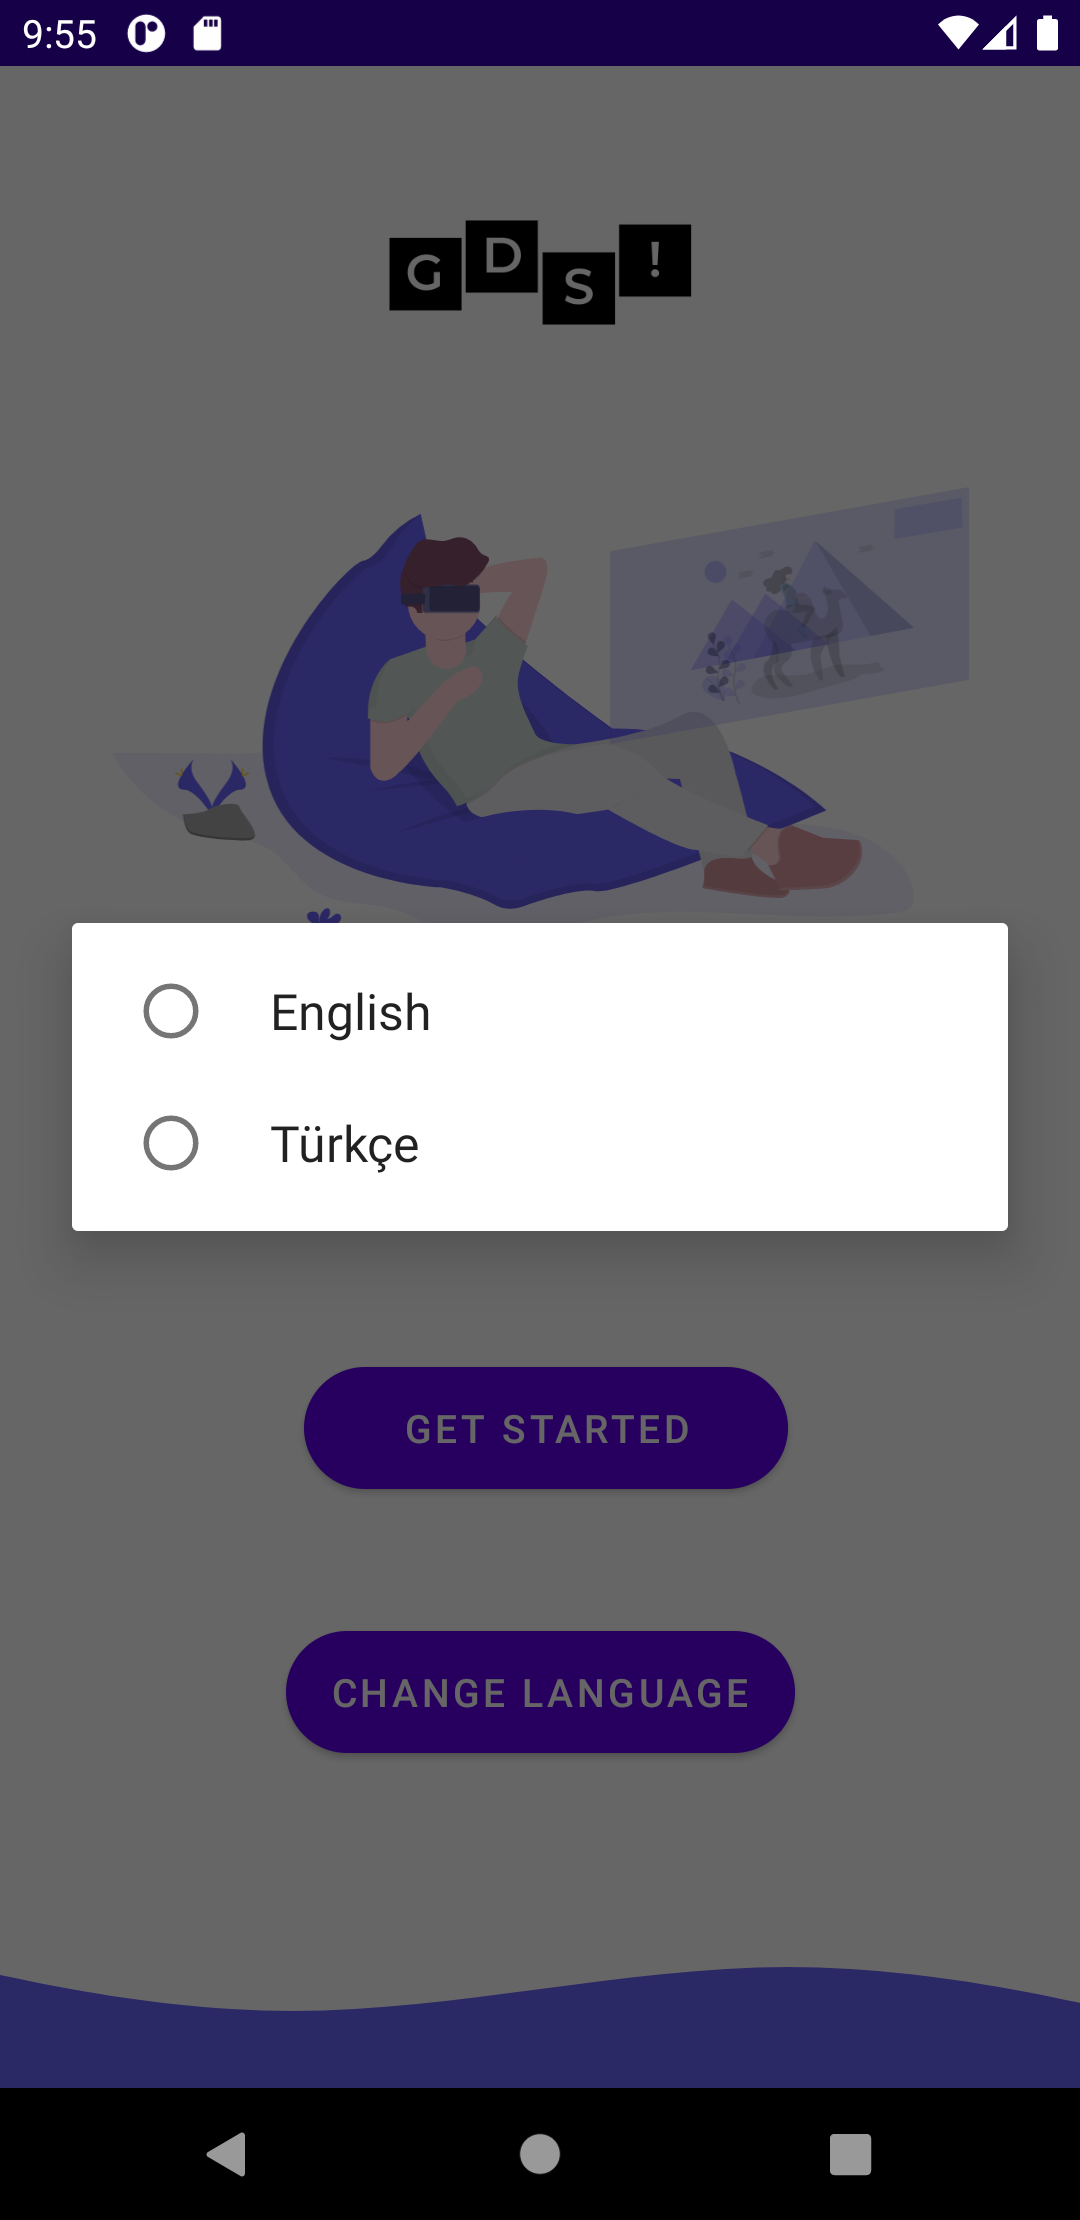 9:55
G D S !
English
Türkçe
GET STARTED
CHANGE LANGUAGE